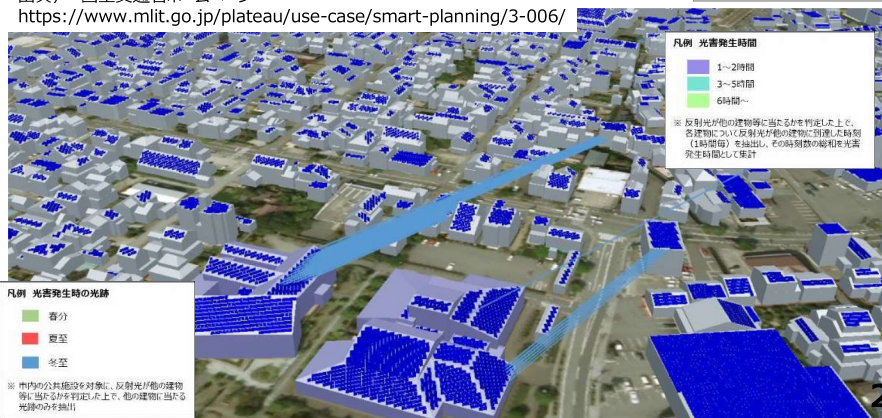 https://www.mlit.go.jp/plateau/use-case/smart-planning/3-006/
凡例 光害発生時間
1～2時間
3～5時間
6時間～
※ 反射光が他の建物等に当たるかを判定した上で、
各建物について反射光が他の建物に到達した時刻
（1時間毎）を抽出し、その時刻数の総和を光害
発生時間として集計
凡例 光害発生時の光跡
春分
夏至
冬至
※ 市内の公共施設を対象に、反射光が他の建物
等に当たるかを判定した上で、他の建物に当たる
光跡のみを抽出
2